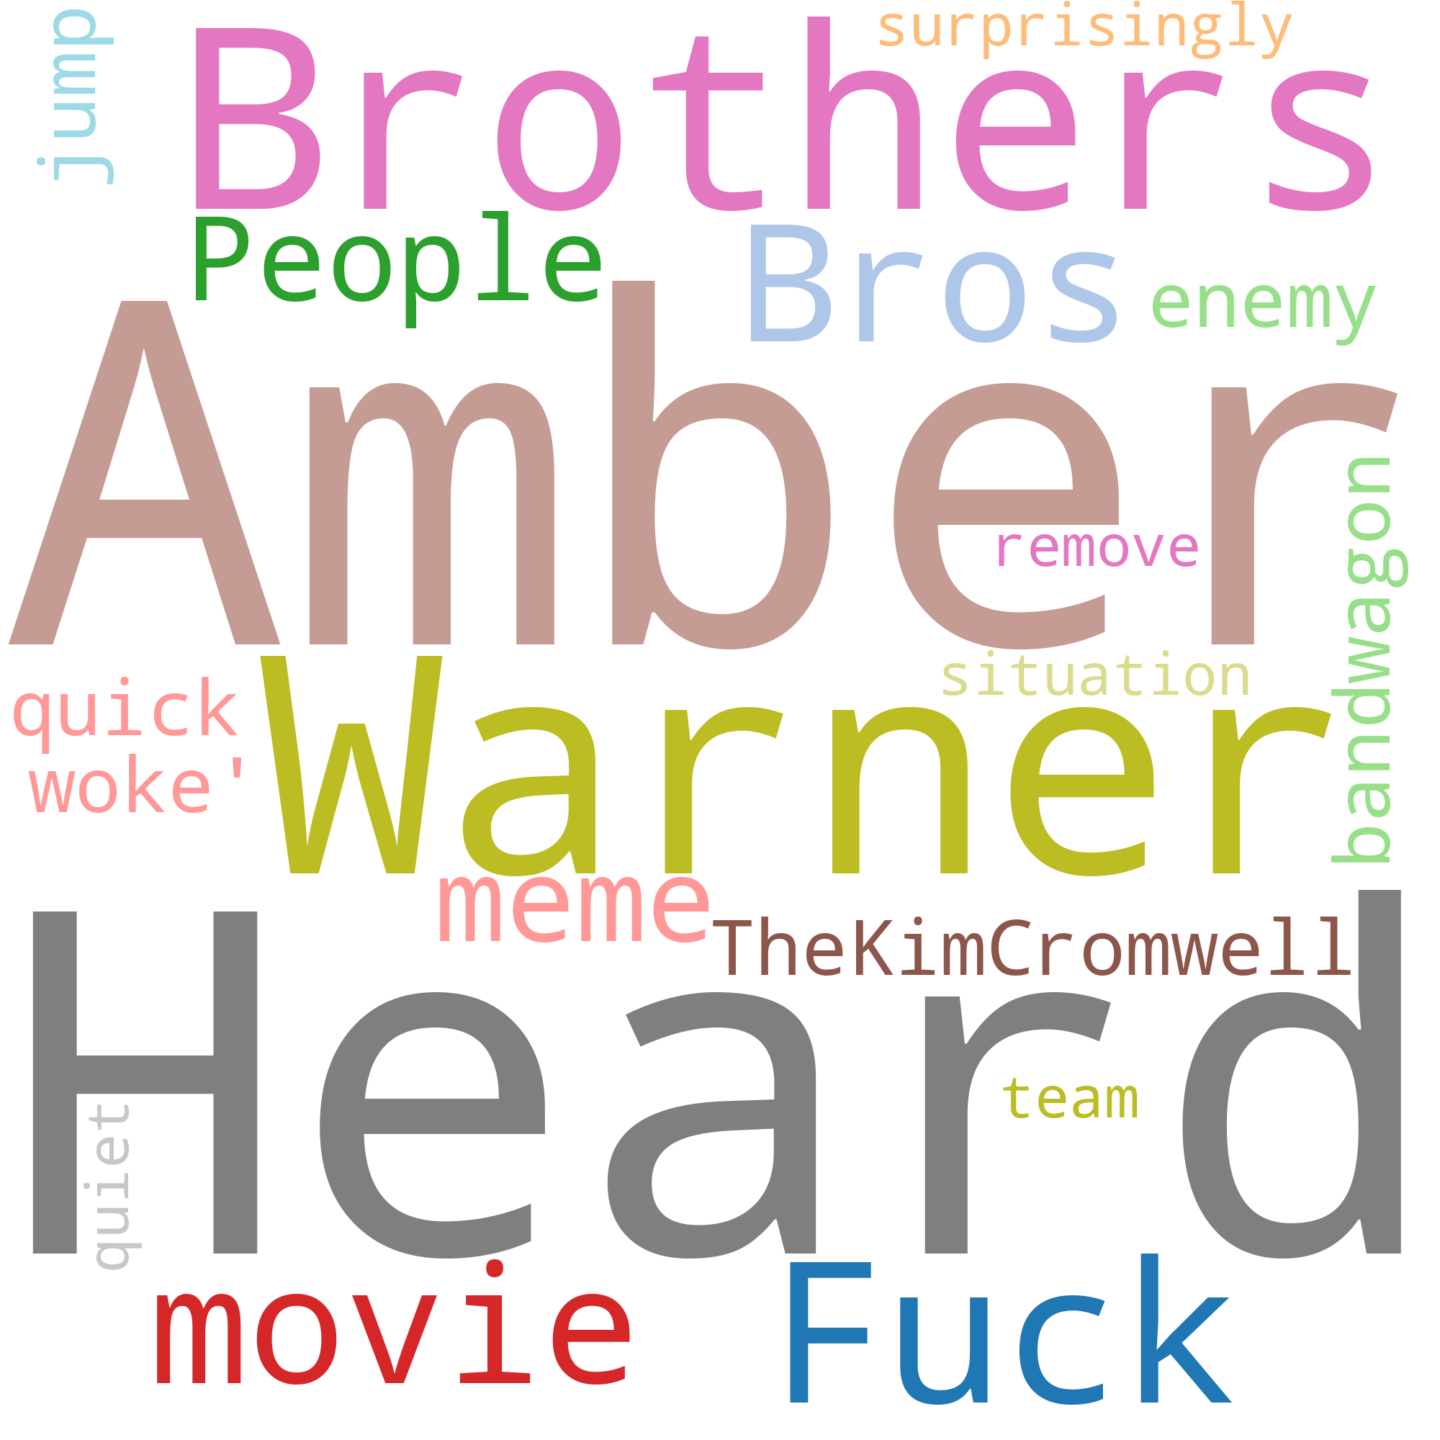 jump
surprisingly
Brothers
People
Bros
enemy
Amber
remove
bandwagon
situation
quick
Warner
woke'
meme
TheKimCromwell
Heard
team
quiet
movie
Fuck